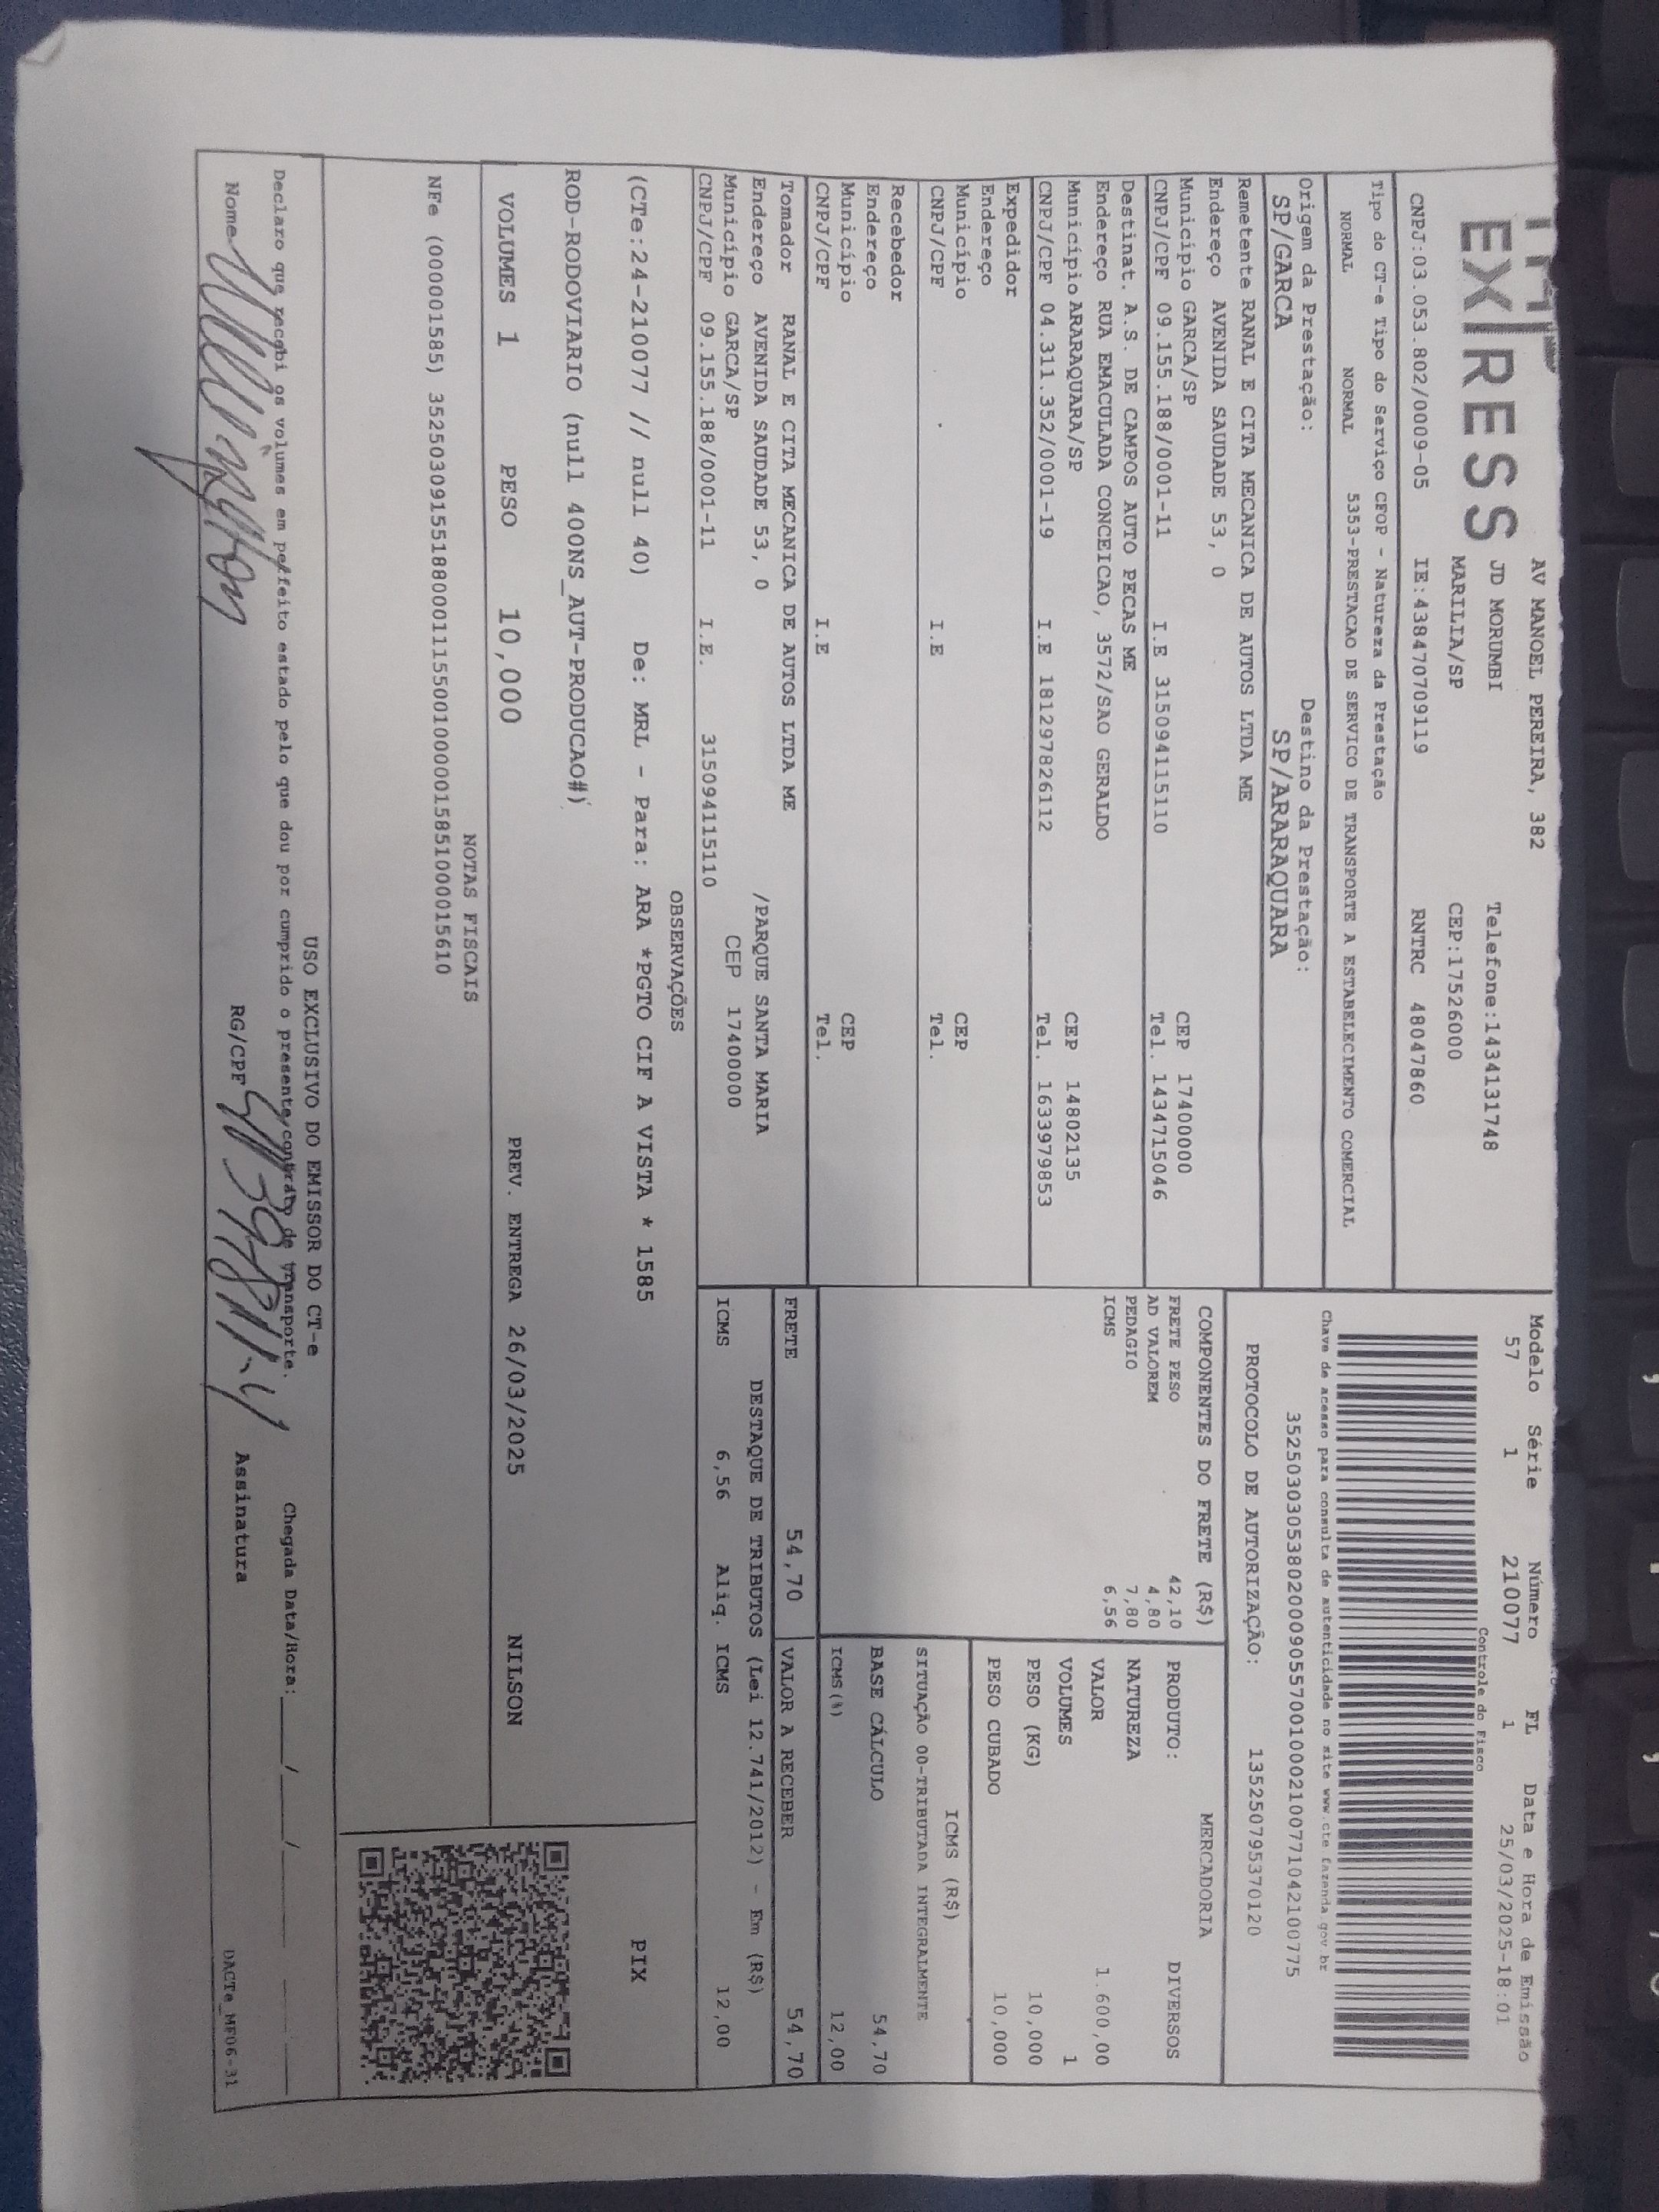 EXPRESS
AV MANOEL PEREIRA, 382
JD MORUMBI Telefone:1434131748
MARILIA/SP CEP:17526000
CNPJ:03.053.802/0009-05 IE:438470709119 RNTRC 48047860
Modelo Série Número FL Data e Hora de Emissão
57 1 210077 1 25/03/2025-18:01
Controle do Fisco
Chave de acesso para consulta de autenticidade no site www.cte.fazenda.gov.br
35250303053802000905570010002100771042100775
PROTOCOLO DE AUTORIZAÇÃO: 135250795370120
Tipo do CT-e Tipo do Serviço CFOP - Natureza da Prestação
NORMAL NORMAL 5353-PRESTACAO DE SERVICO DE TRANSPORTE A ESTABELECIMENTO COMERCIAL
Origem da Prestação: Destino da Prestação:
SP/GARCA SP/ARARAQUARA
Remetente RANAL E CITA MECANICA DE AUTOS LTDA ME
Endereço AVENIDA SAUDADE 53, 0
Município GARCA/SP CEP 17400000
CNPJ/CPF 09.155.188/0001-11 I.E 315094115110 Tel. 1434715046
Destinat. A.S. DE CAMPOS AUTO PECAS ME
Endereço RUA EMACULADA CONCEICAO, 3572/SAO GERALDO
Município ARARAQUARA/SP CEP 14802135
CNPJ/CPF 04.311.352/0001-19 I.E 181297826112 Tel. 1633979853
Expedidor
Endereço
Município CEP
CNPJ/CPF I.E Tel.
Recebedor
Endereço
Município CEP
CNPJ/CPF I.E Tel.
Tomador RANAL E CITA MECANICA DE AUTOS LTDA ME
Endereço AVENIDA SAUDADE 53, 0 /PARQUE SANTA MARIA
Município GARCA/SP CEP 17400000
CNPJ/CPF 09.155.188/0001-11 I.E. 315094115110
COMPONENTES DO FRETE (R$)
FRETE PESO 42,10
AD VALOREM 4,80
PEDAGIO 7,80
ICMS 6,56
MERCADORIA
PRODUTO: DIVERSOS
NATUREZA
VALOR 1.600,00
VOLUMES 1
PESO (KG) 10,000
PESO CUBADO 10,000
ICMS (R$)
SITUAÇÃO 00-TRIBUTADA INTEGRALMENTE
BASE CÁLCULO 54,70
ICMS(%) 12,00
FRETE 54,70 VALOR A RECEBER 54,70
DESTAQUE DE TRIBUTOS (Lei 12.741/2012) - Em (R$)
ICMS 6,56 Aliq. ICMS 12,00
OBSERVAÇÕES
(CTe:24-210077 // null 40) De: MRL - Para: ARA *PGTO CIF A VISTA * 1585
ROD-RODOVIARIO (null 400NS_AUT-PRODUCAO#)
PIX
VOLUMES 1 PESO 10,000 PREV. ENTREGA 26/03/2025 NILSON
NOTAS FISCAIS
NFe (000001585) 35250309155188000111550010000015851000015610
USO EXCLUSIVO DO EMISSOR DO CT-e
Declaro que recebi os volumes em perfeito estado pelo que dou por cumprido o presente contrato de transporte. Chegada Data/Hora:____/____/______
Nome RG/CPF Assinatura
DACTe_MF06-31